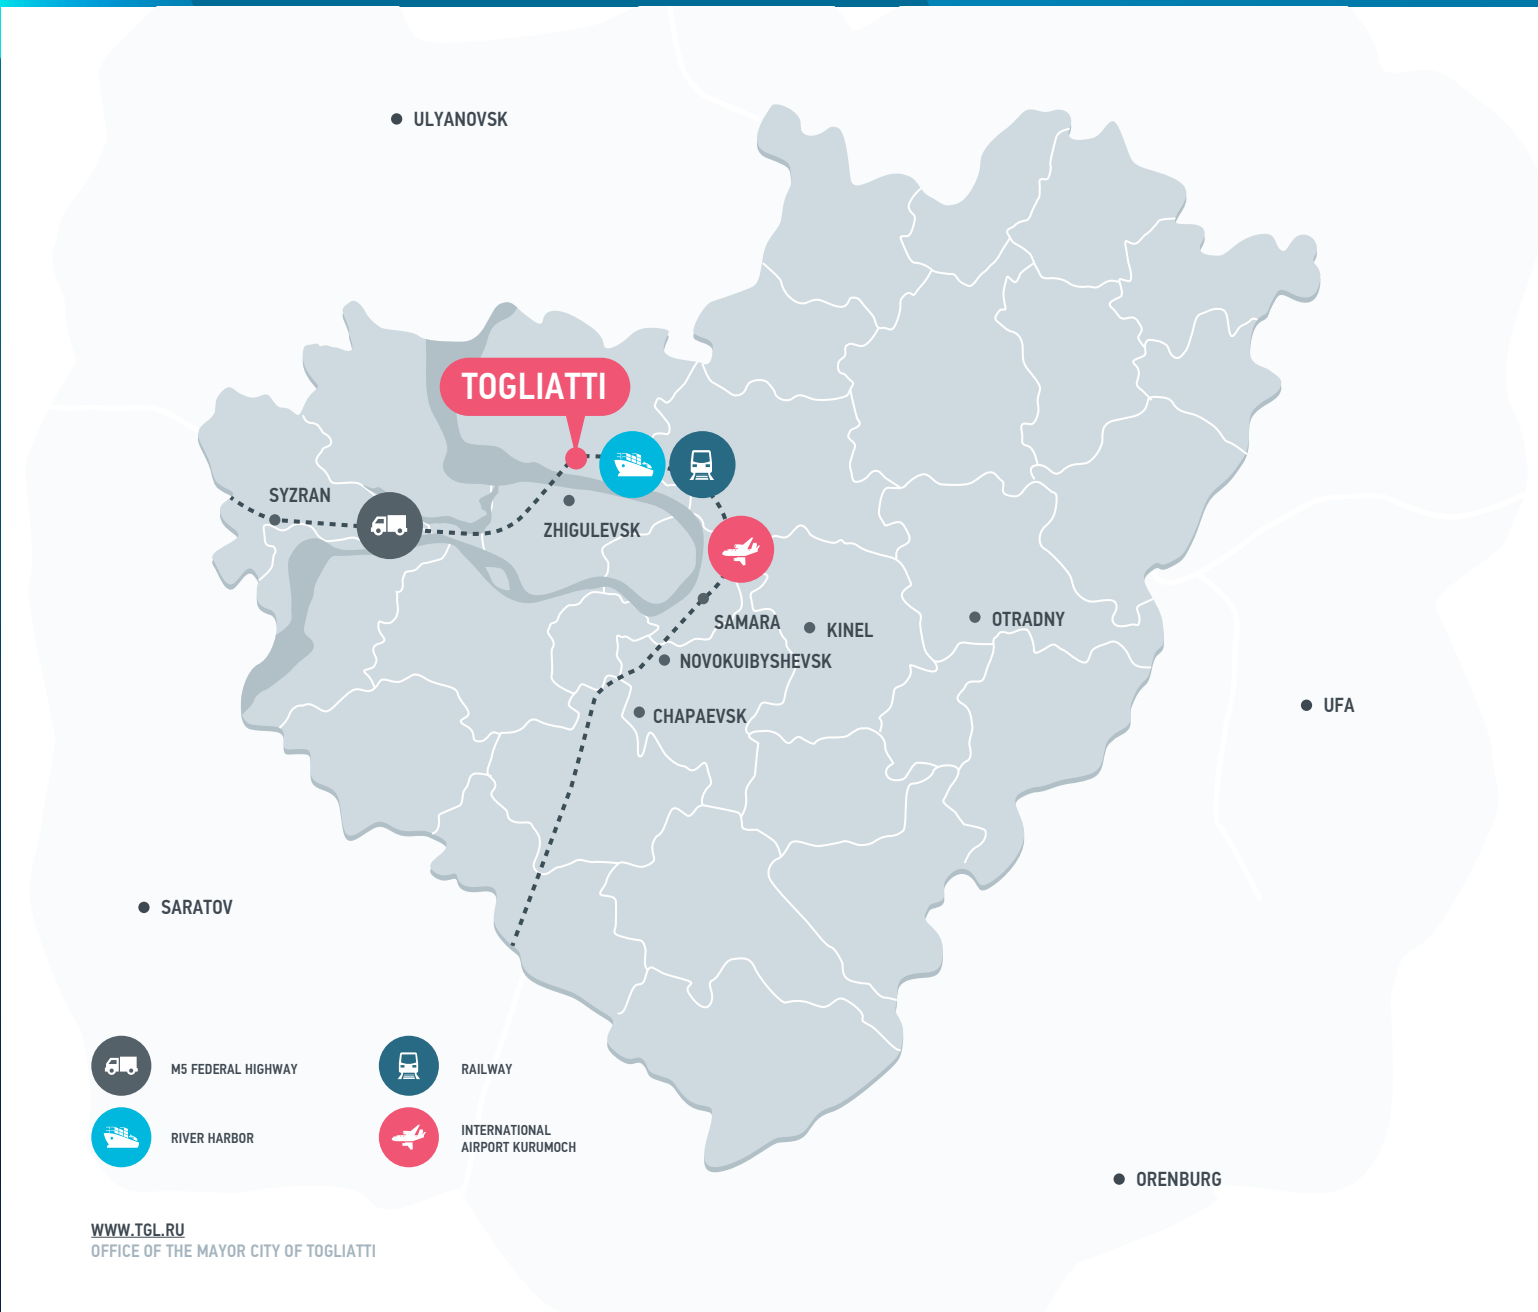 ULYANOVSK
TOGLIATTI
SYZRAN
ZHIGULEVSK
SAMARA
KINEL
OTRADNY
NOVOKUIBYSHEVSK
CHAPAEVSK
UFA
SARATOV
M5 FEDERAL HIGHWAY
RAILWAY
RIVER HARBOR
INTERNATIONAL
AIRPORT KURUMOCH
ORENBURG
WWW.TGL.RU
OFFICE OF THE MAYOR CITY OF TOGLIATTI